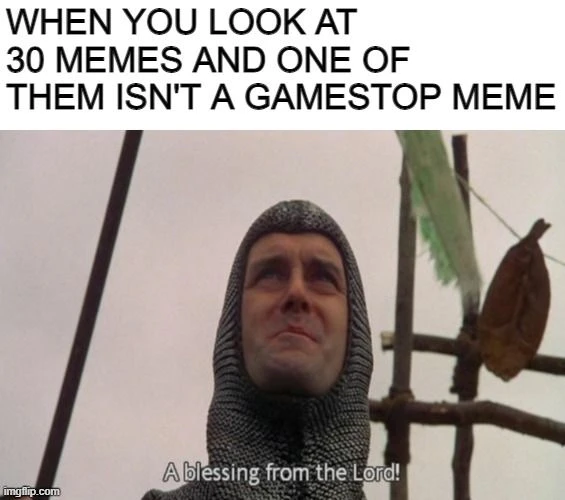 WHEN YOU LOOK AT
30 MEMES AND ONE OF
THEM ISN'T A GAMESTOP MEME
A blessing from the Lord!
imgflip.com